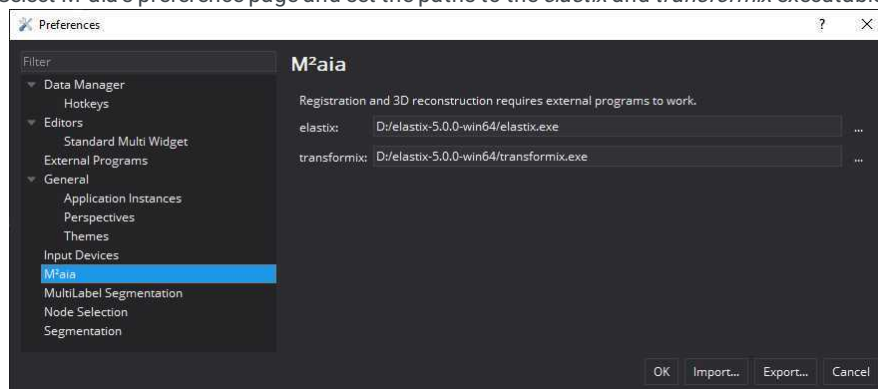 Select M²aia's preference page and set the paths to the elastix and transformix executable
Preferences
?
Filter
Data Manager
Hotkeys
Editors
Standard Multi Widget
External Programs
General
Application Instances
Perspectives
Themes
Input Devices
M²aia
MultiLabel Segmentation
Node Selection
Segmentation
M²aia
Registration and 3D reconstruction requires external programs to work.
elastix: D:/elastix-5.0.0-win64/elastix.exe ...
transformix: D:/elastix-5.0.0-win64/transformix.exe ...
OK Import... Export... Cancel